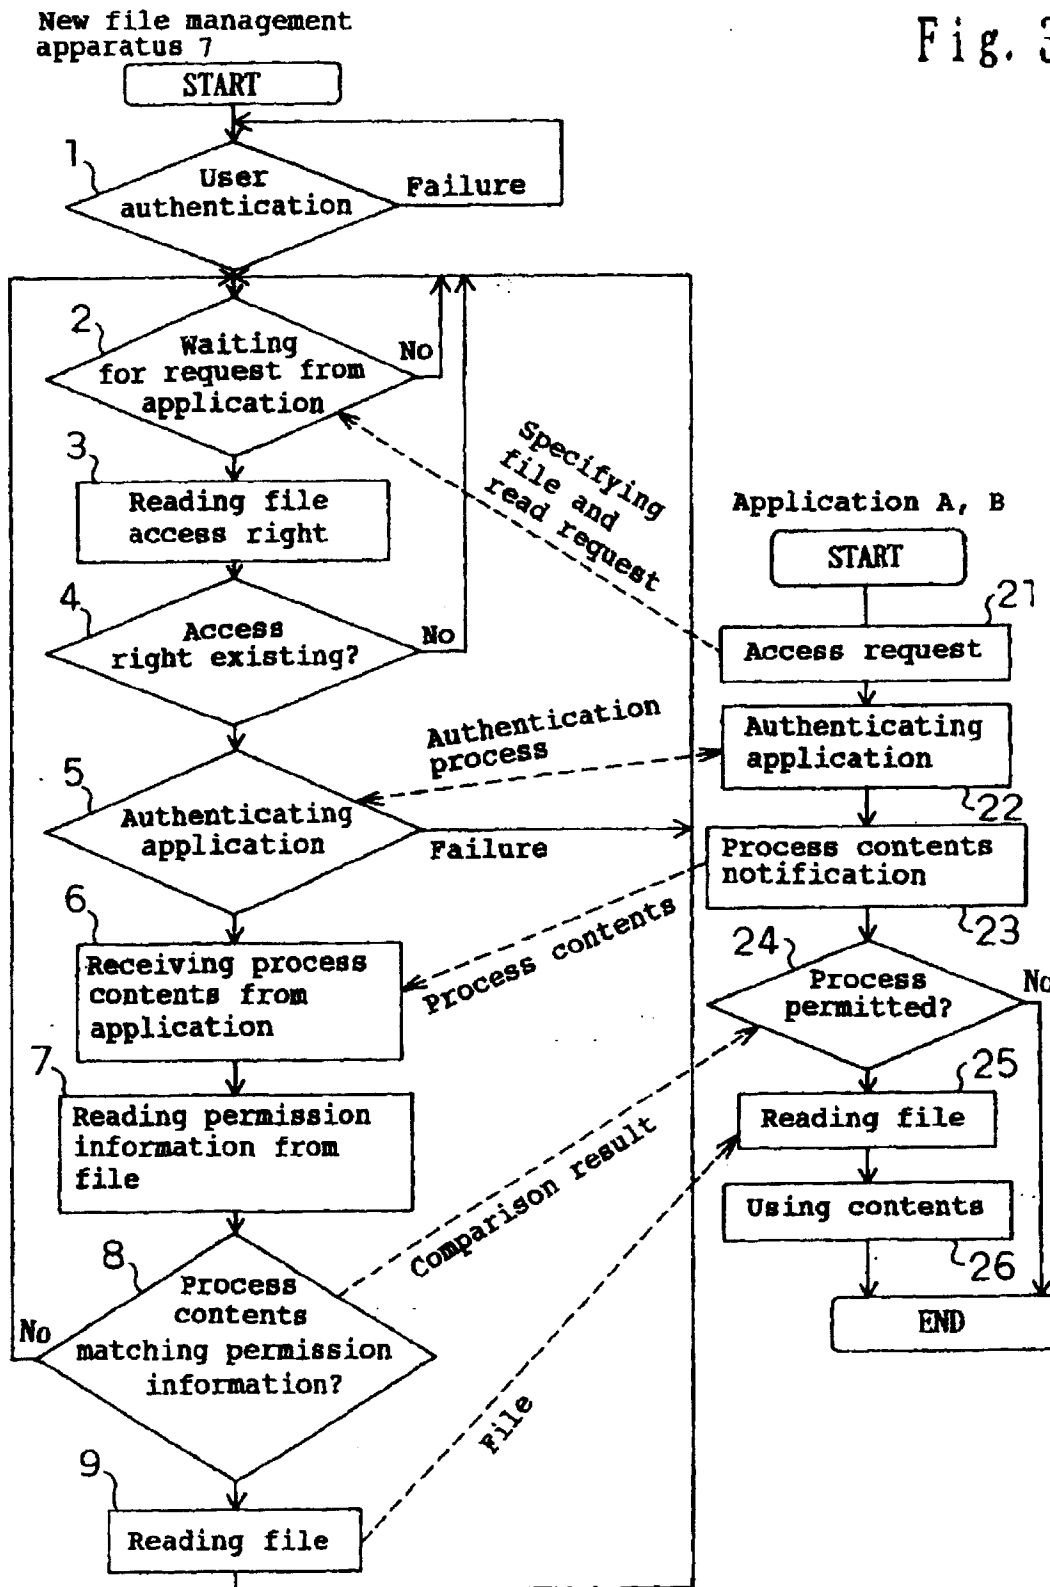 New file management
apparatus 7
Fig. 3
START
1
User
authentication
Failure
2
Waiting
for request from
application
No
3
Reading file
access right
4
Access
right existing?
No
5
Authenticating
application
Failure
6
Receiving process
contents from
application
7
Reading permission
information from
file
8
Process
contents
matching permission
information?
No
9
Reading file
Specifying
file and
read request
Authentication
process
Process contents
Comparison result
File
Application A, B
START
21
Access request
Authenticating
application
22
Process contents
notification
23
24
Process
permitted?
No
25
Reading file
Using contents
26
END